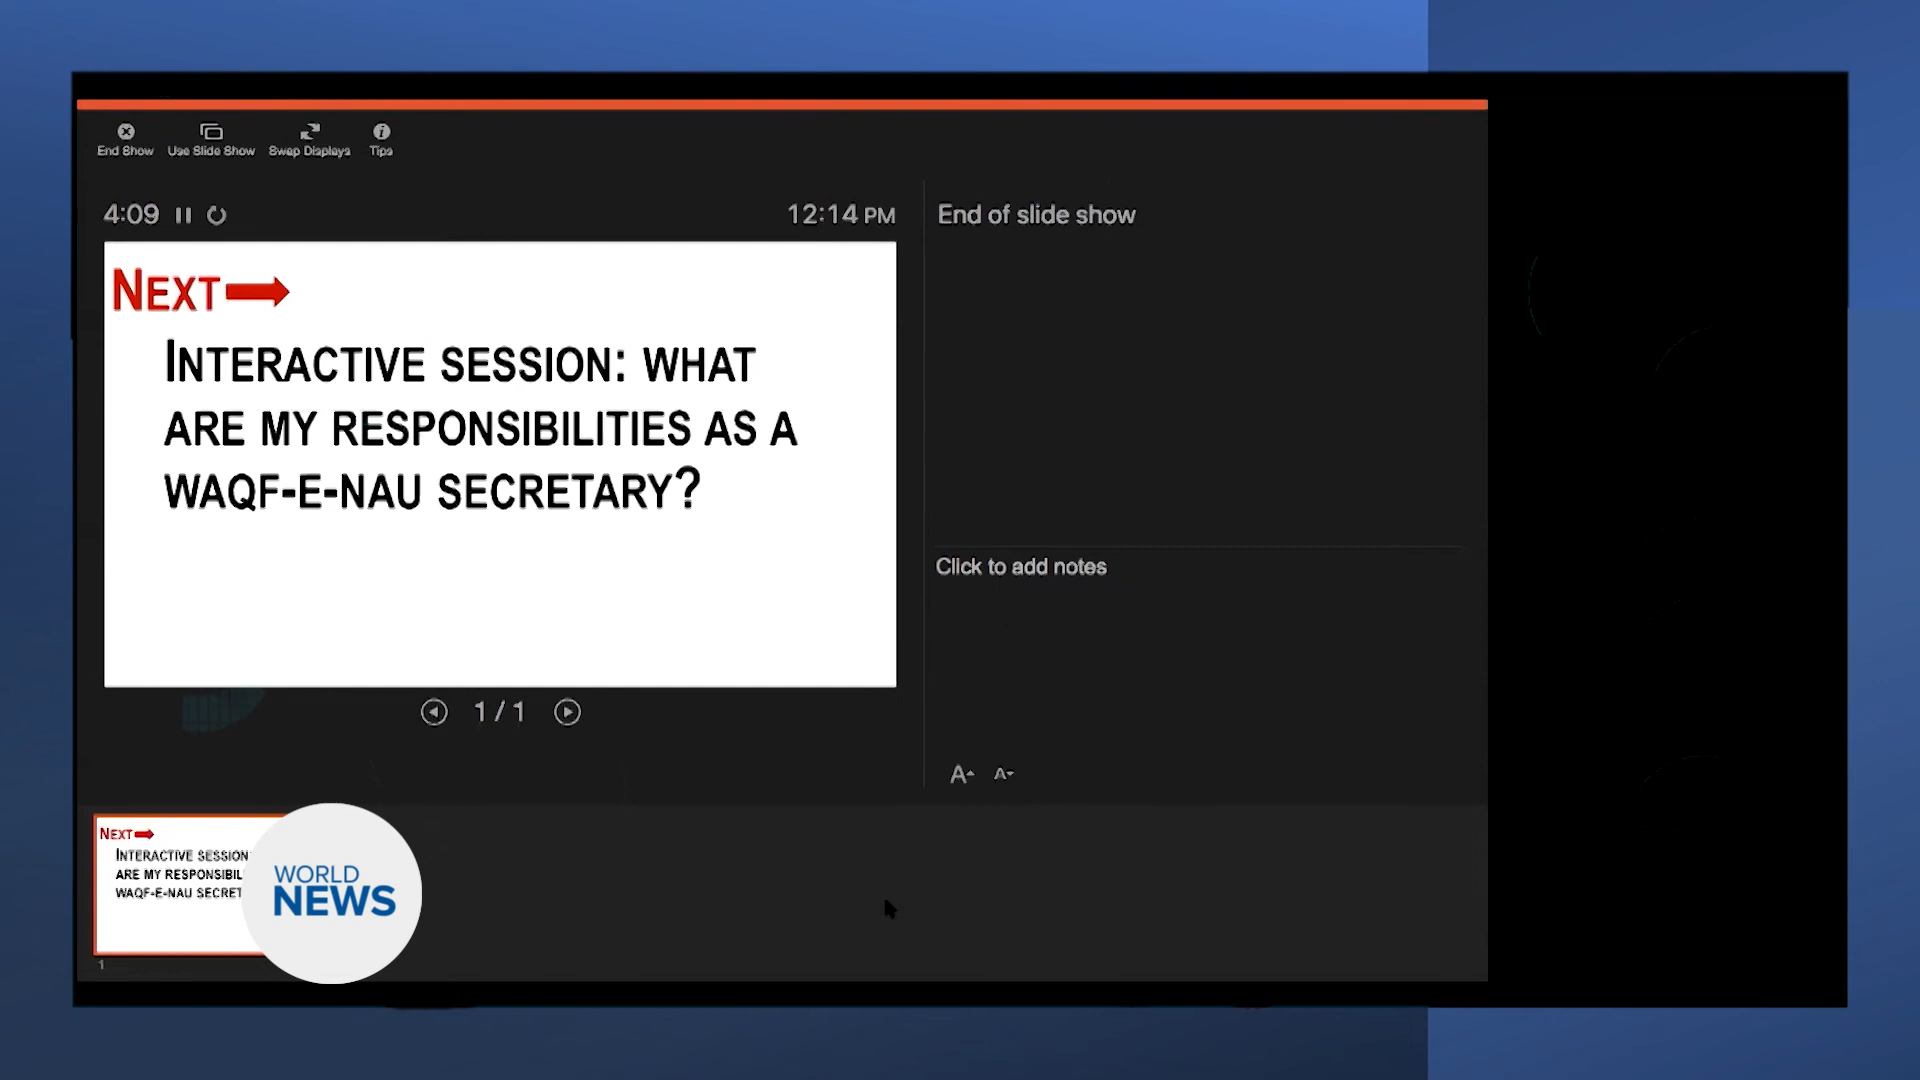 End Show Use Slide Show Swap Displays Tips
4:09 12:14 PM
NEXT
INTERACTIVE SESSION: WHAT
ARE MY RESPONSIBILITIES AS A
WAQF-E-NAU SECRETARY?
1 / 1
End of slide show
Click to add notes
A A
NEXT
INTERACTIVE SESSION
ARE MY RESPONSIBIL
WAQF-E-NAU SECRET
1
WORLD
NEWS